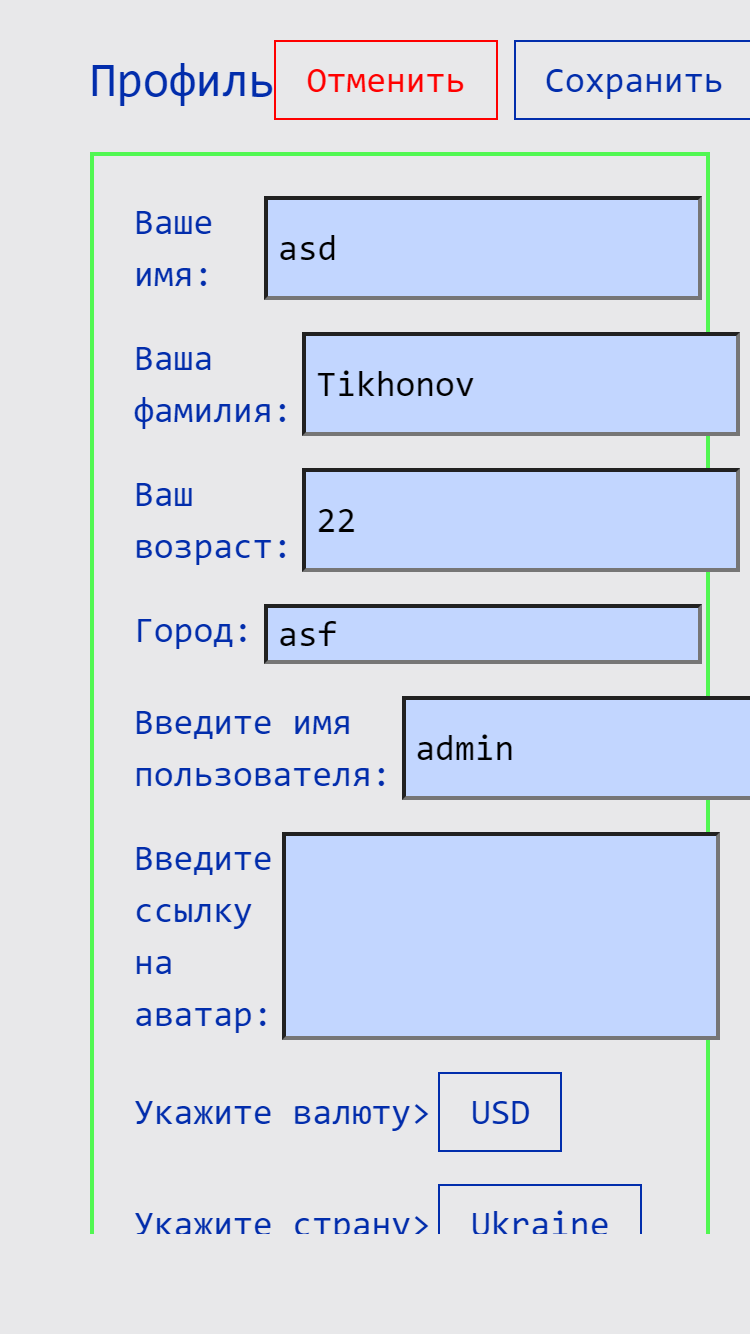 Профиль Отменить Сохранить
Ваше
имя:
asd
Ваша
фамилия:
Tikhonov
Ваш
возраст:
22
Город: asf
Введите имя
пользователя:
admin
Введите
ссылку
на
аватар:
Укажите валюту> USD
Укажите страну> Ukraine